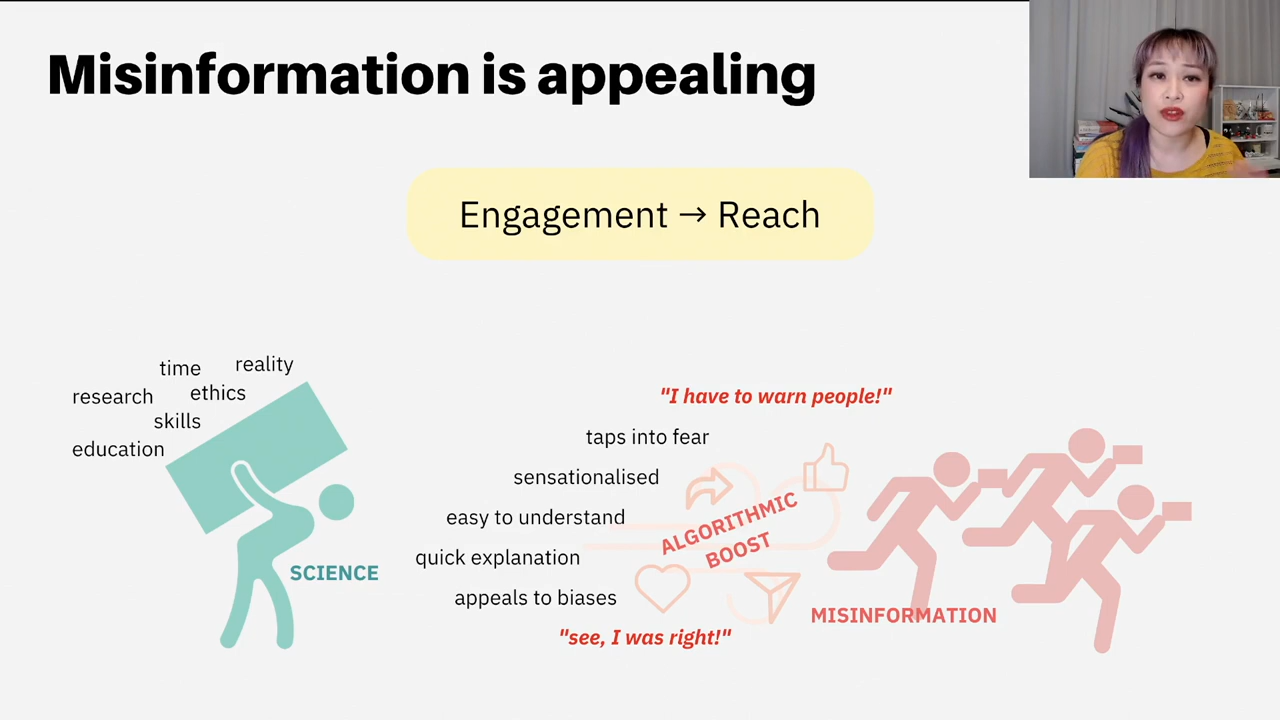 Misinformation is appealing
Engagement → Reach
time
reality
research
ethics
skills
education
SCIENCE
"I have to warn people!"
taps into fear
sensationalised
easy to understand
quick explanation
appeals to biases
"see, I was right!"
ALGORITHMIC
BOOST
MISINFORMATION